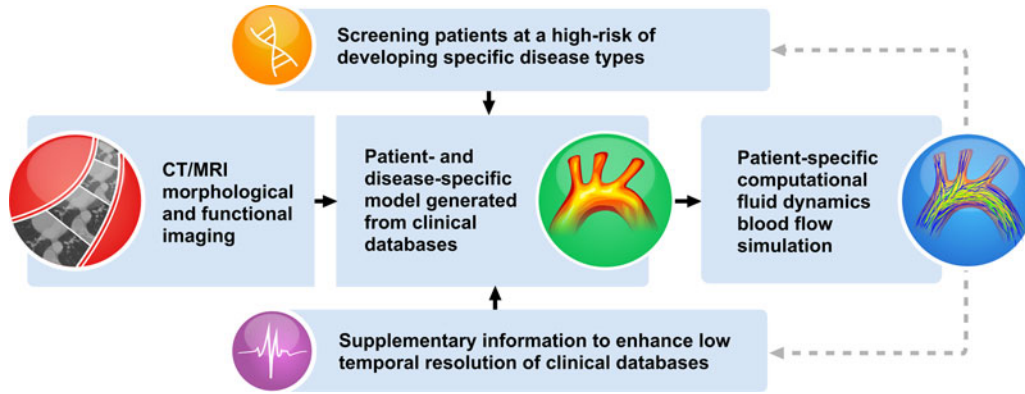 Screening patients at a high-risk of
developing specific disease types
CT/MRI
morphological
and functional
imaging
Patient- and
disease-specific
model generated
from clinical
databases
Patient-specific
computational
fluid dynamics
blood flow
simulation
Supplementary information to enhance low
temporal resolution of clinical databases